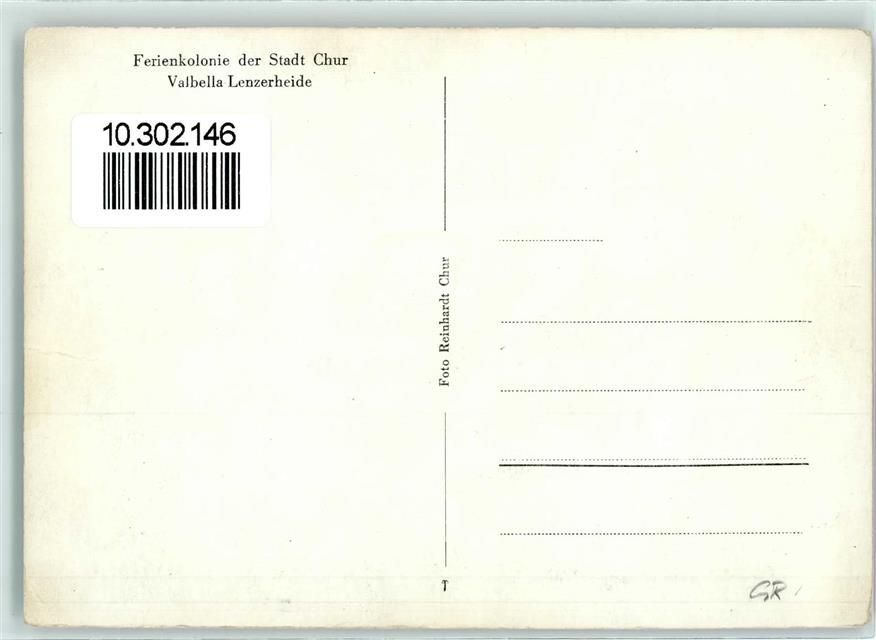 Ferienkolonie der Stadt Chur
Valbella Lenzerheide
10.302.146
Foto Reinhardt Chur
GR